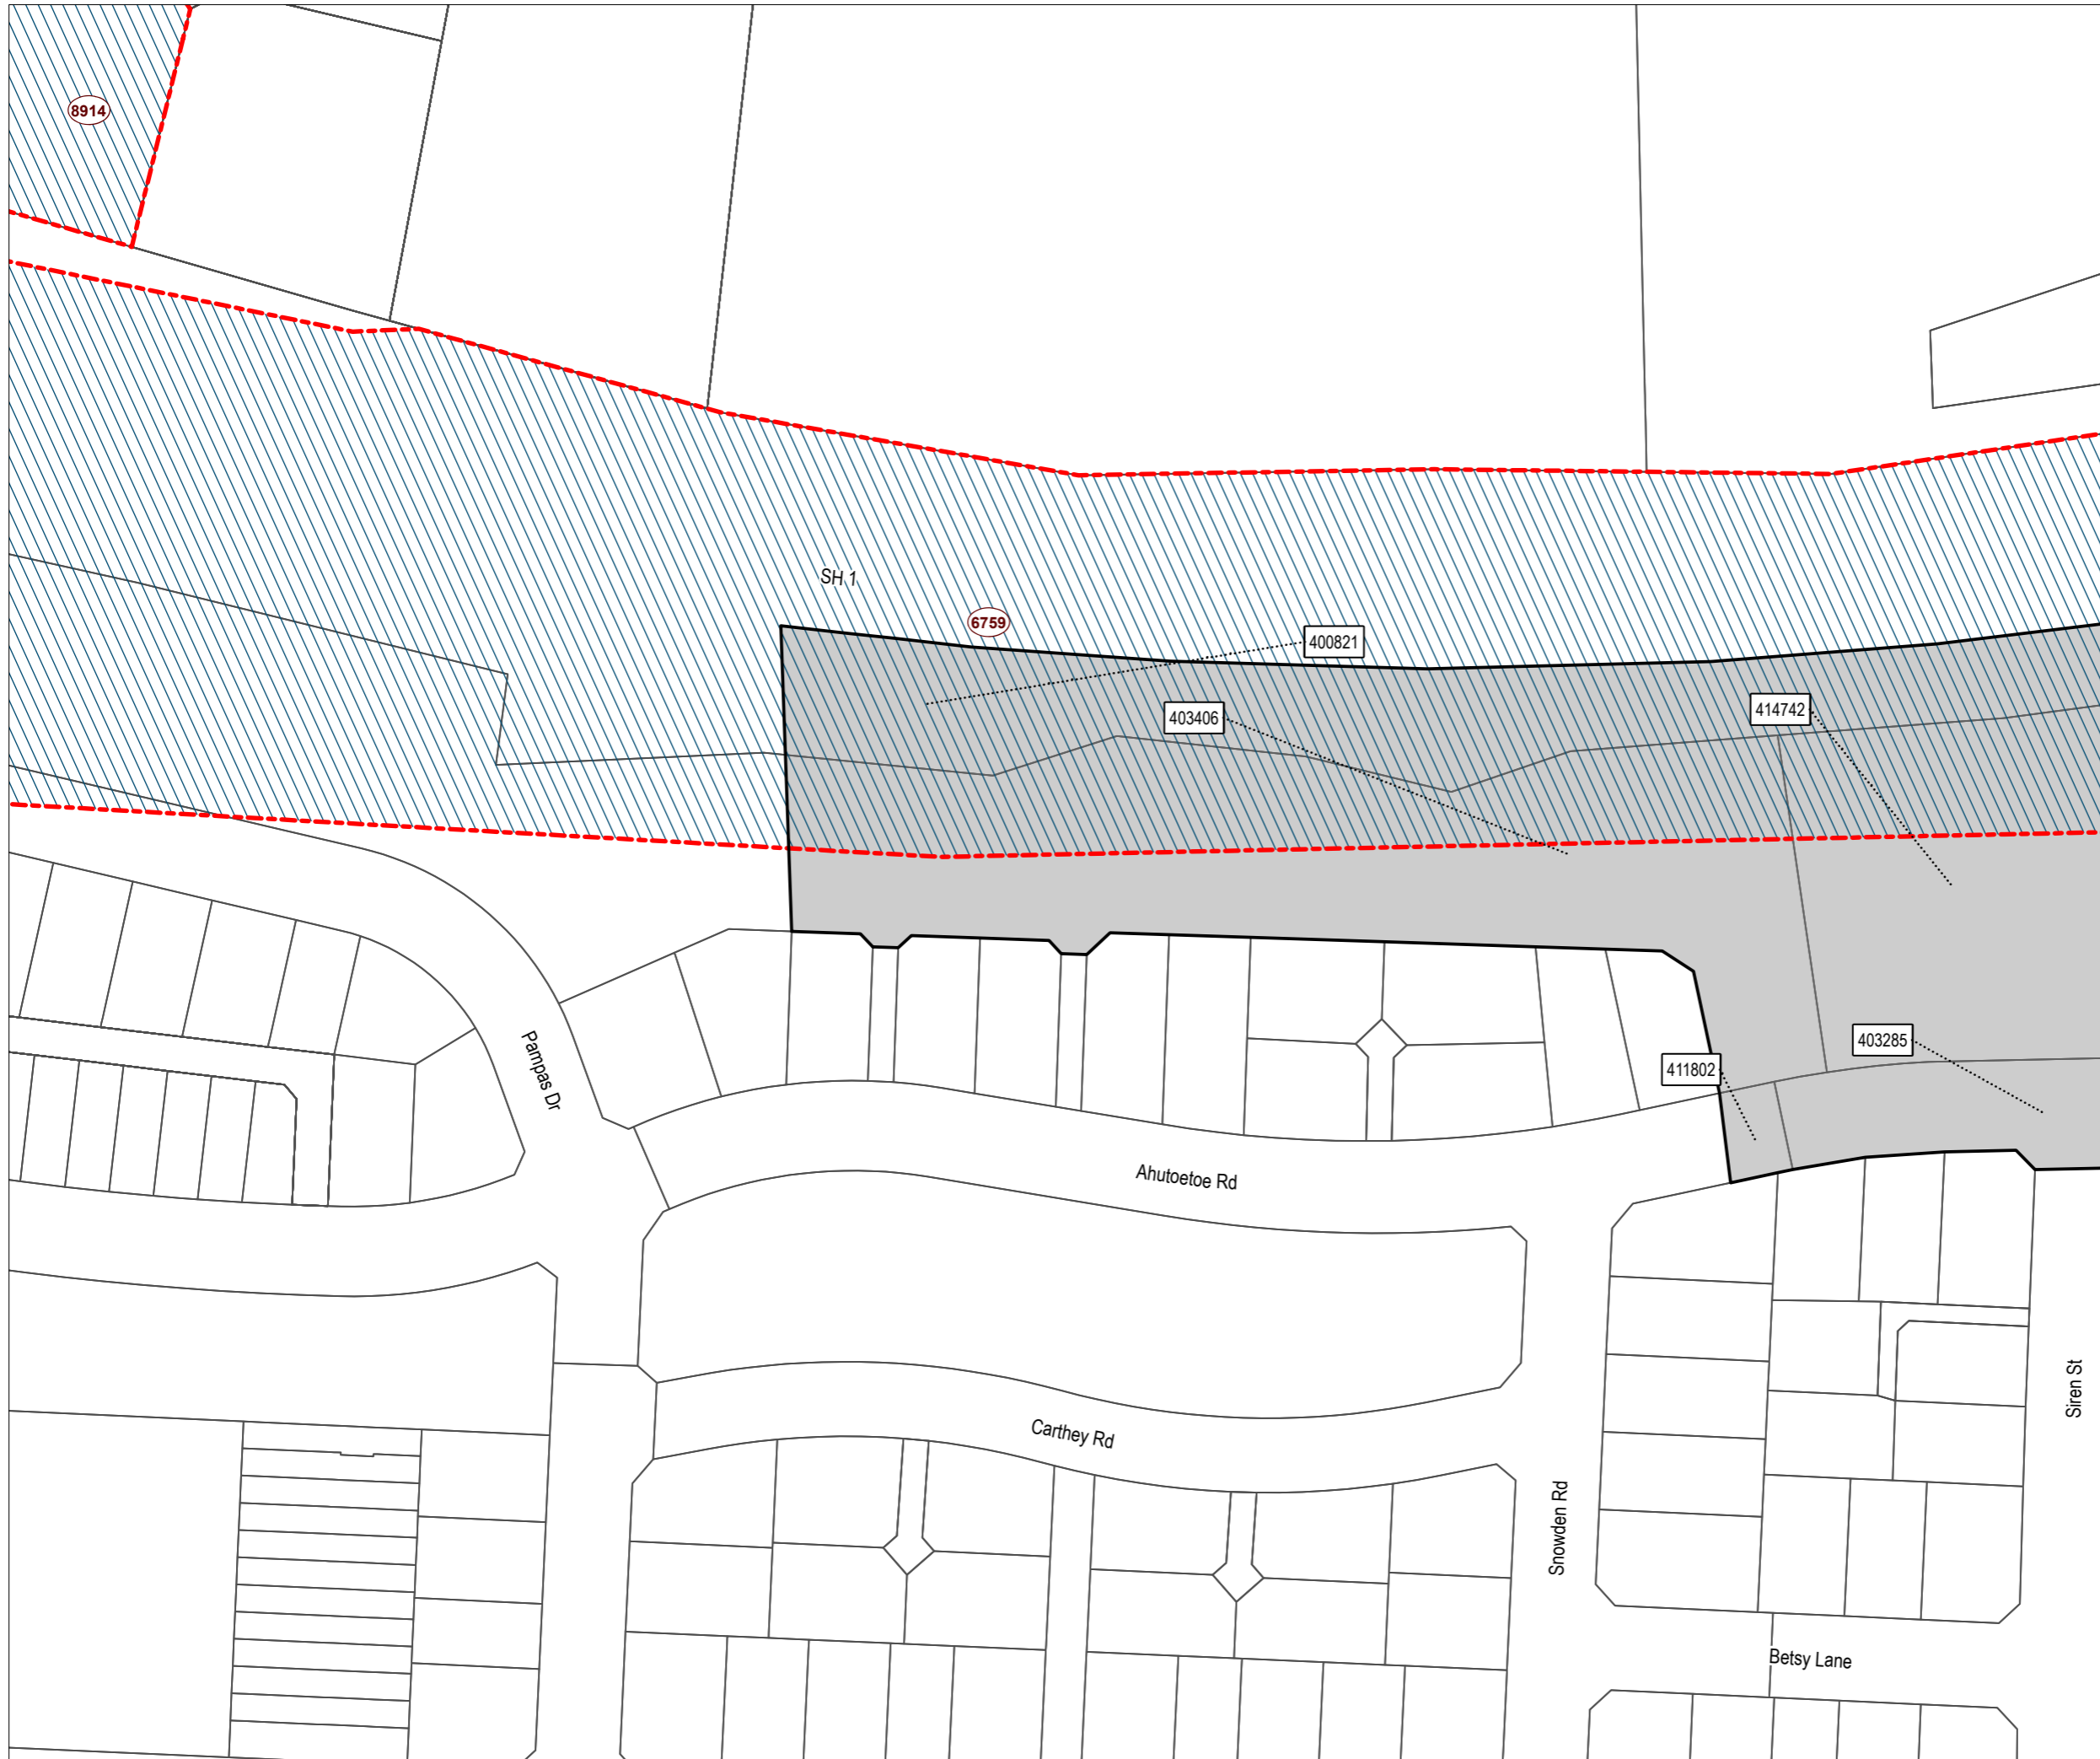 8914
SH 1
6759
400821
403406
414742
403285
411802
Pampas Dr
Ahutoetoe Rd
Carthey Rd
Siren St
Snowden Rd
Betsy Lane